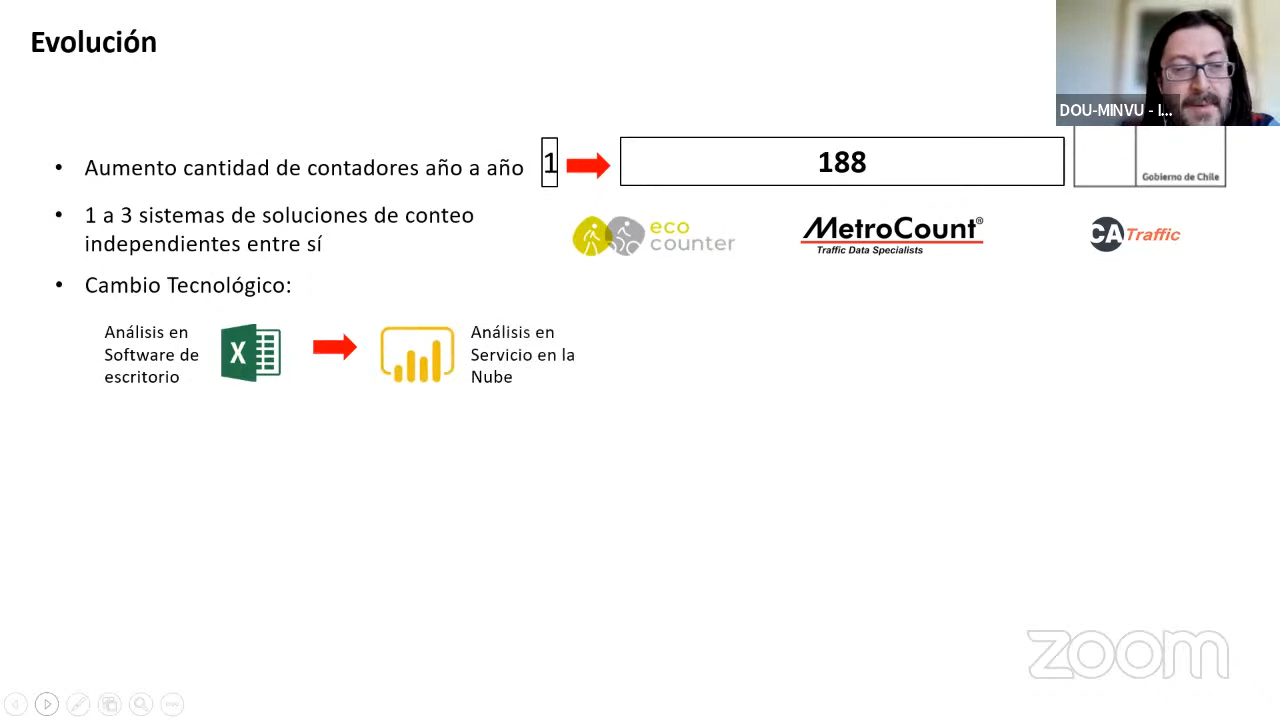 Evolución
DOU-MINVU - I...
Gobierno de Chile
• Aumento cantidad de contadores año a año
1
188
• 1 a 3 sistemas de soluciones de conteo
independientes entre sí
eco
counter
MetroCount®
Traffic Data Specialists
CA Traffic
• Cambio Tecnológico:
Análisis en
Software de
escritorio
X
Análisis en
Servicio en la
Nube
zoom